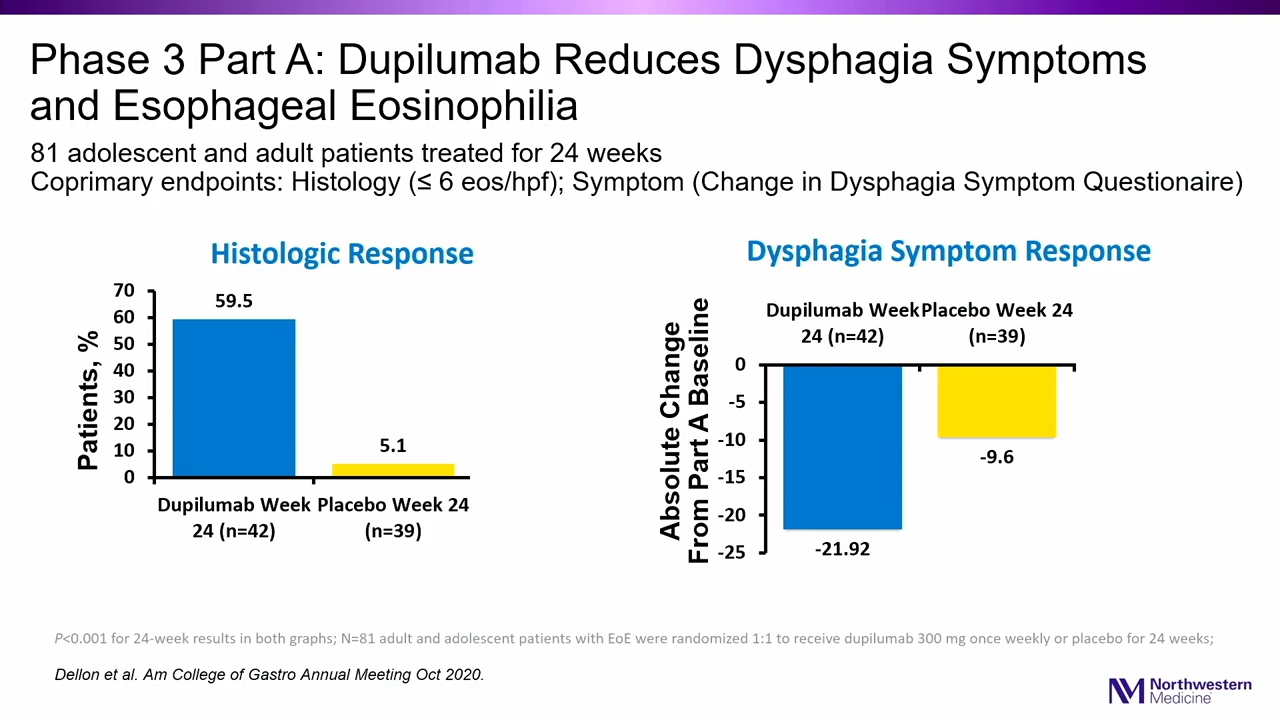 Phase 3 Part A: Dupilumab Reduces Dysphagia Symptoms
and Esophageal Eosinophilia
81 adolescent and adult patients treated for 24 weeks
Coprimary endpoints: Histology (≤ 6 eos/hpf); Symptom (Change in Dysphagia Symptom Questionaire)
Histologic Response
Patients, %
70
60
50
40
30
20
10
0
59.5
5.1
Dupilumab Week
24 (n=42)
Placebo Week 24
(n=39)
Dysphagia Symptom Response
Absolute Change
From Part A Baseline
Dupilumab Week
24 (n=42)
Placebo Week 24
(n=39)
0
-5
-10
-15
-20
-25
-21.92
-9.6
P<0.001 for 24-week results in both graphs; N=81 adult and adolescent patients with EoE were randomized 1:1 to receive dupilumab 300 mg once weekly or placebo for 24 weeks;
Dellon et al. Am College of Gastro Annual Meeting Oct 2020.
NM Northwestern
Medicine